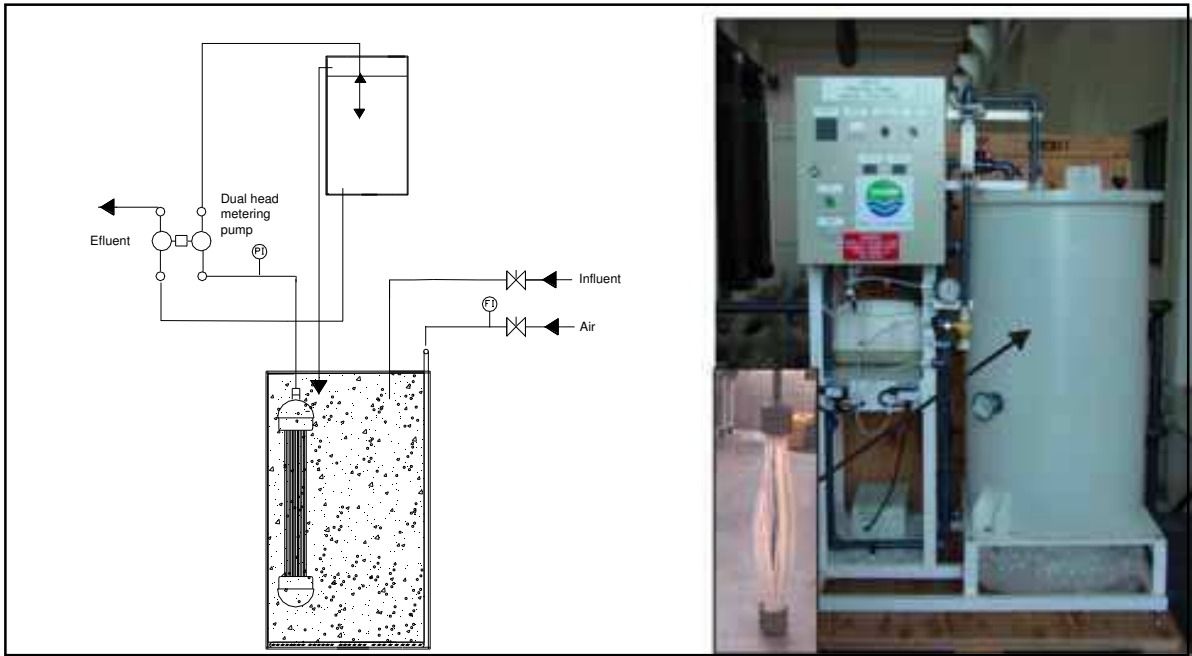 Dual head
metering
pump
Efluent
PI
Influent
FI
Air